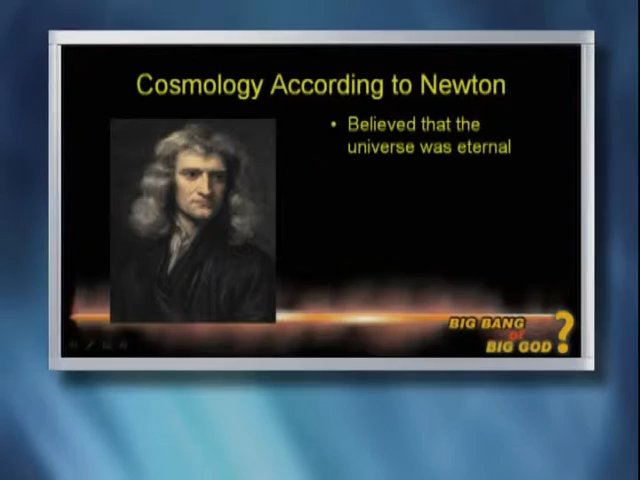 Cosmology According to Newton
• Believed that the
universe was eternal
BIG BANG
or
BIG GOD
?